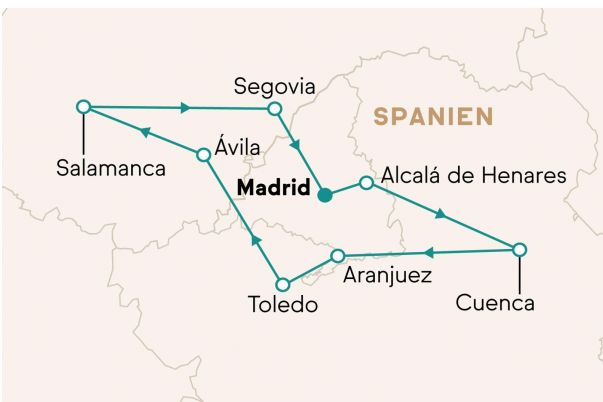 Segovia
SPANIEN
Ávila
Salamanca
Madrid
Alcalá de Henares
Aranjuez
Toledo
Cuenca